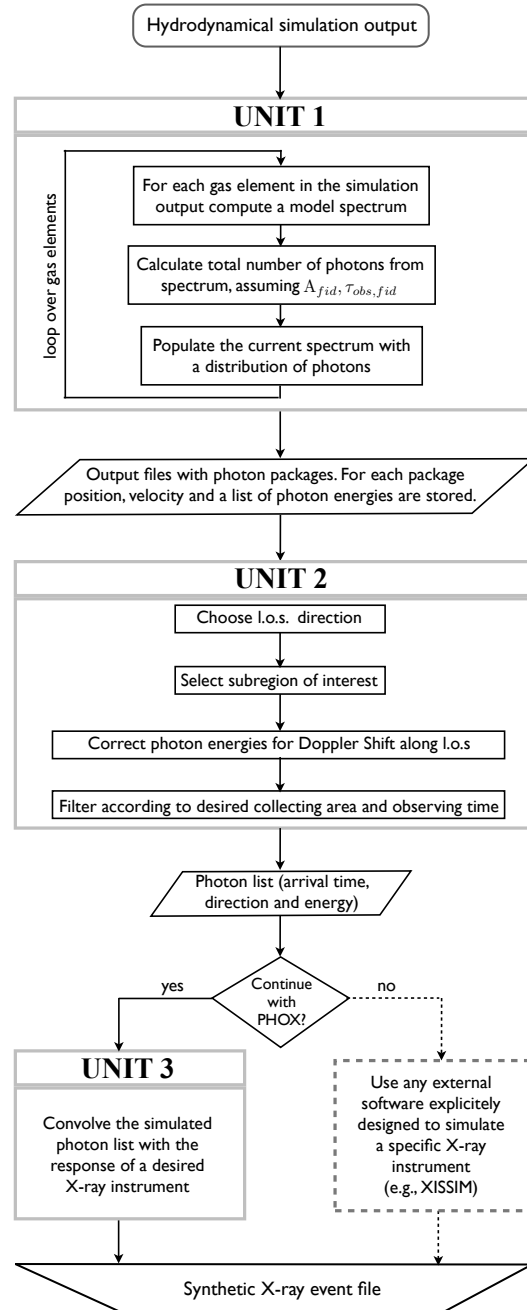 Hydrodynamical simulation output
UNIT 1
loop over gas elements
For each gas element in the simulation
output compute a model spectrum
Calculate total number of photons from
spectrum, assuming A_{fid}, τ_{obs,fid}
Populate the current spectrum with
a distribution of photons
Output files with photon packages. For each package
position, velocity and a list of photon energies are stored.
UNIT 2
Choose l.o.s. direction
Select subregion of interest
Correct photon energies for Doppler Shift along l.o.s
Filter according to desired collecting area and observing time
Photon list (arrival time,
direction and energy)
Continue
with
PHOX?
yes
no
UNIT 3
Convolve the simulated
photon list with the
response of a desired
X-ray instrument
Use any external
software explicitely
designed to simulate
a specific X-ray
instrument
(e.g., XISSIM)
Synthetic X-ray event file